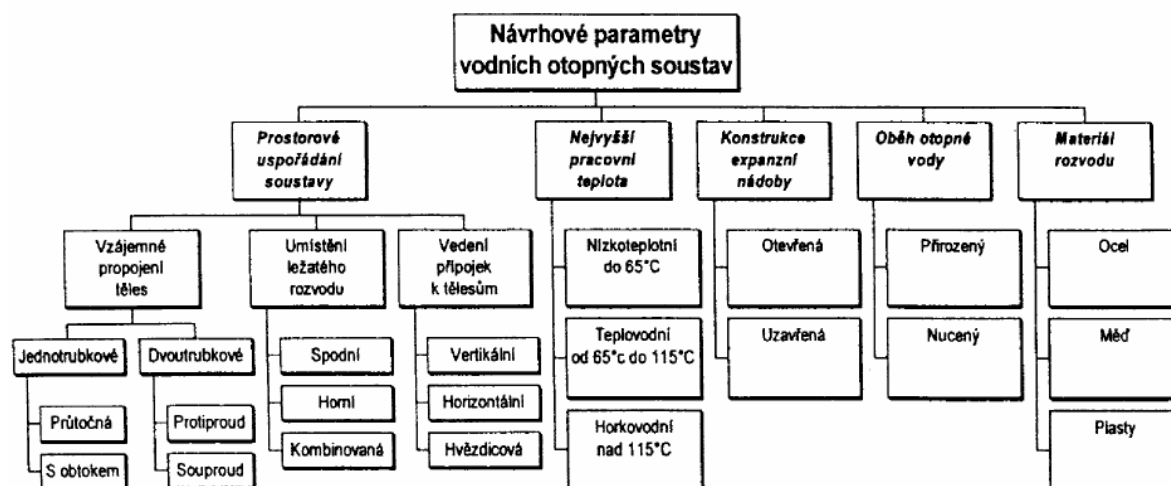 Návrhové parametry
vodních otopných soustav
Prostorové
uspořádání
soustavy
Nejvyšší
pracovní
teplota
Konstrukce
expanzní
nádoby
Oběh otopné
vody
Materiál
rozvodu
Vzájemné
propojení
těles
Umístění
ležatého
rozvodu
Vedení
přípojek
k tělesům
Nízkoteplotní
do 65°C
Otevřená
Přirozený
Ocel
Jednotrubkové
Dvoutrubkové
Spodní
Vertikální
Teplovodní
od 65°c do 115°C
Uzavřená
Nucený
Měď
Průtočná
Protiproud
Horní
Horizontální
S obtokem
Souproud
Kombinovaná
Hvězdicová
Horkovodní
nad 115°C
Plasty